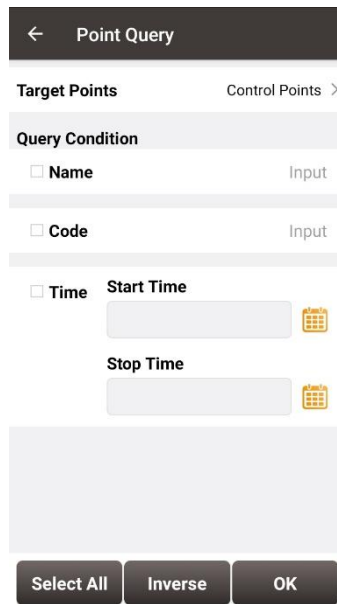 Point Query
Target Points Control Points
Query Condition
Name Input
Code Input
Time Start Time
Stop Time
Select All Inverse OK